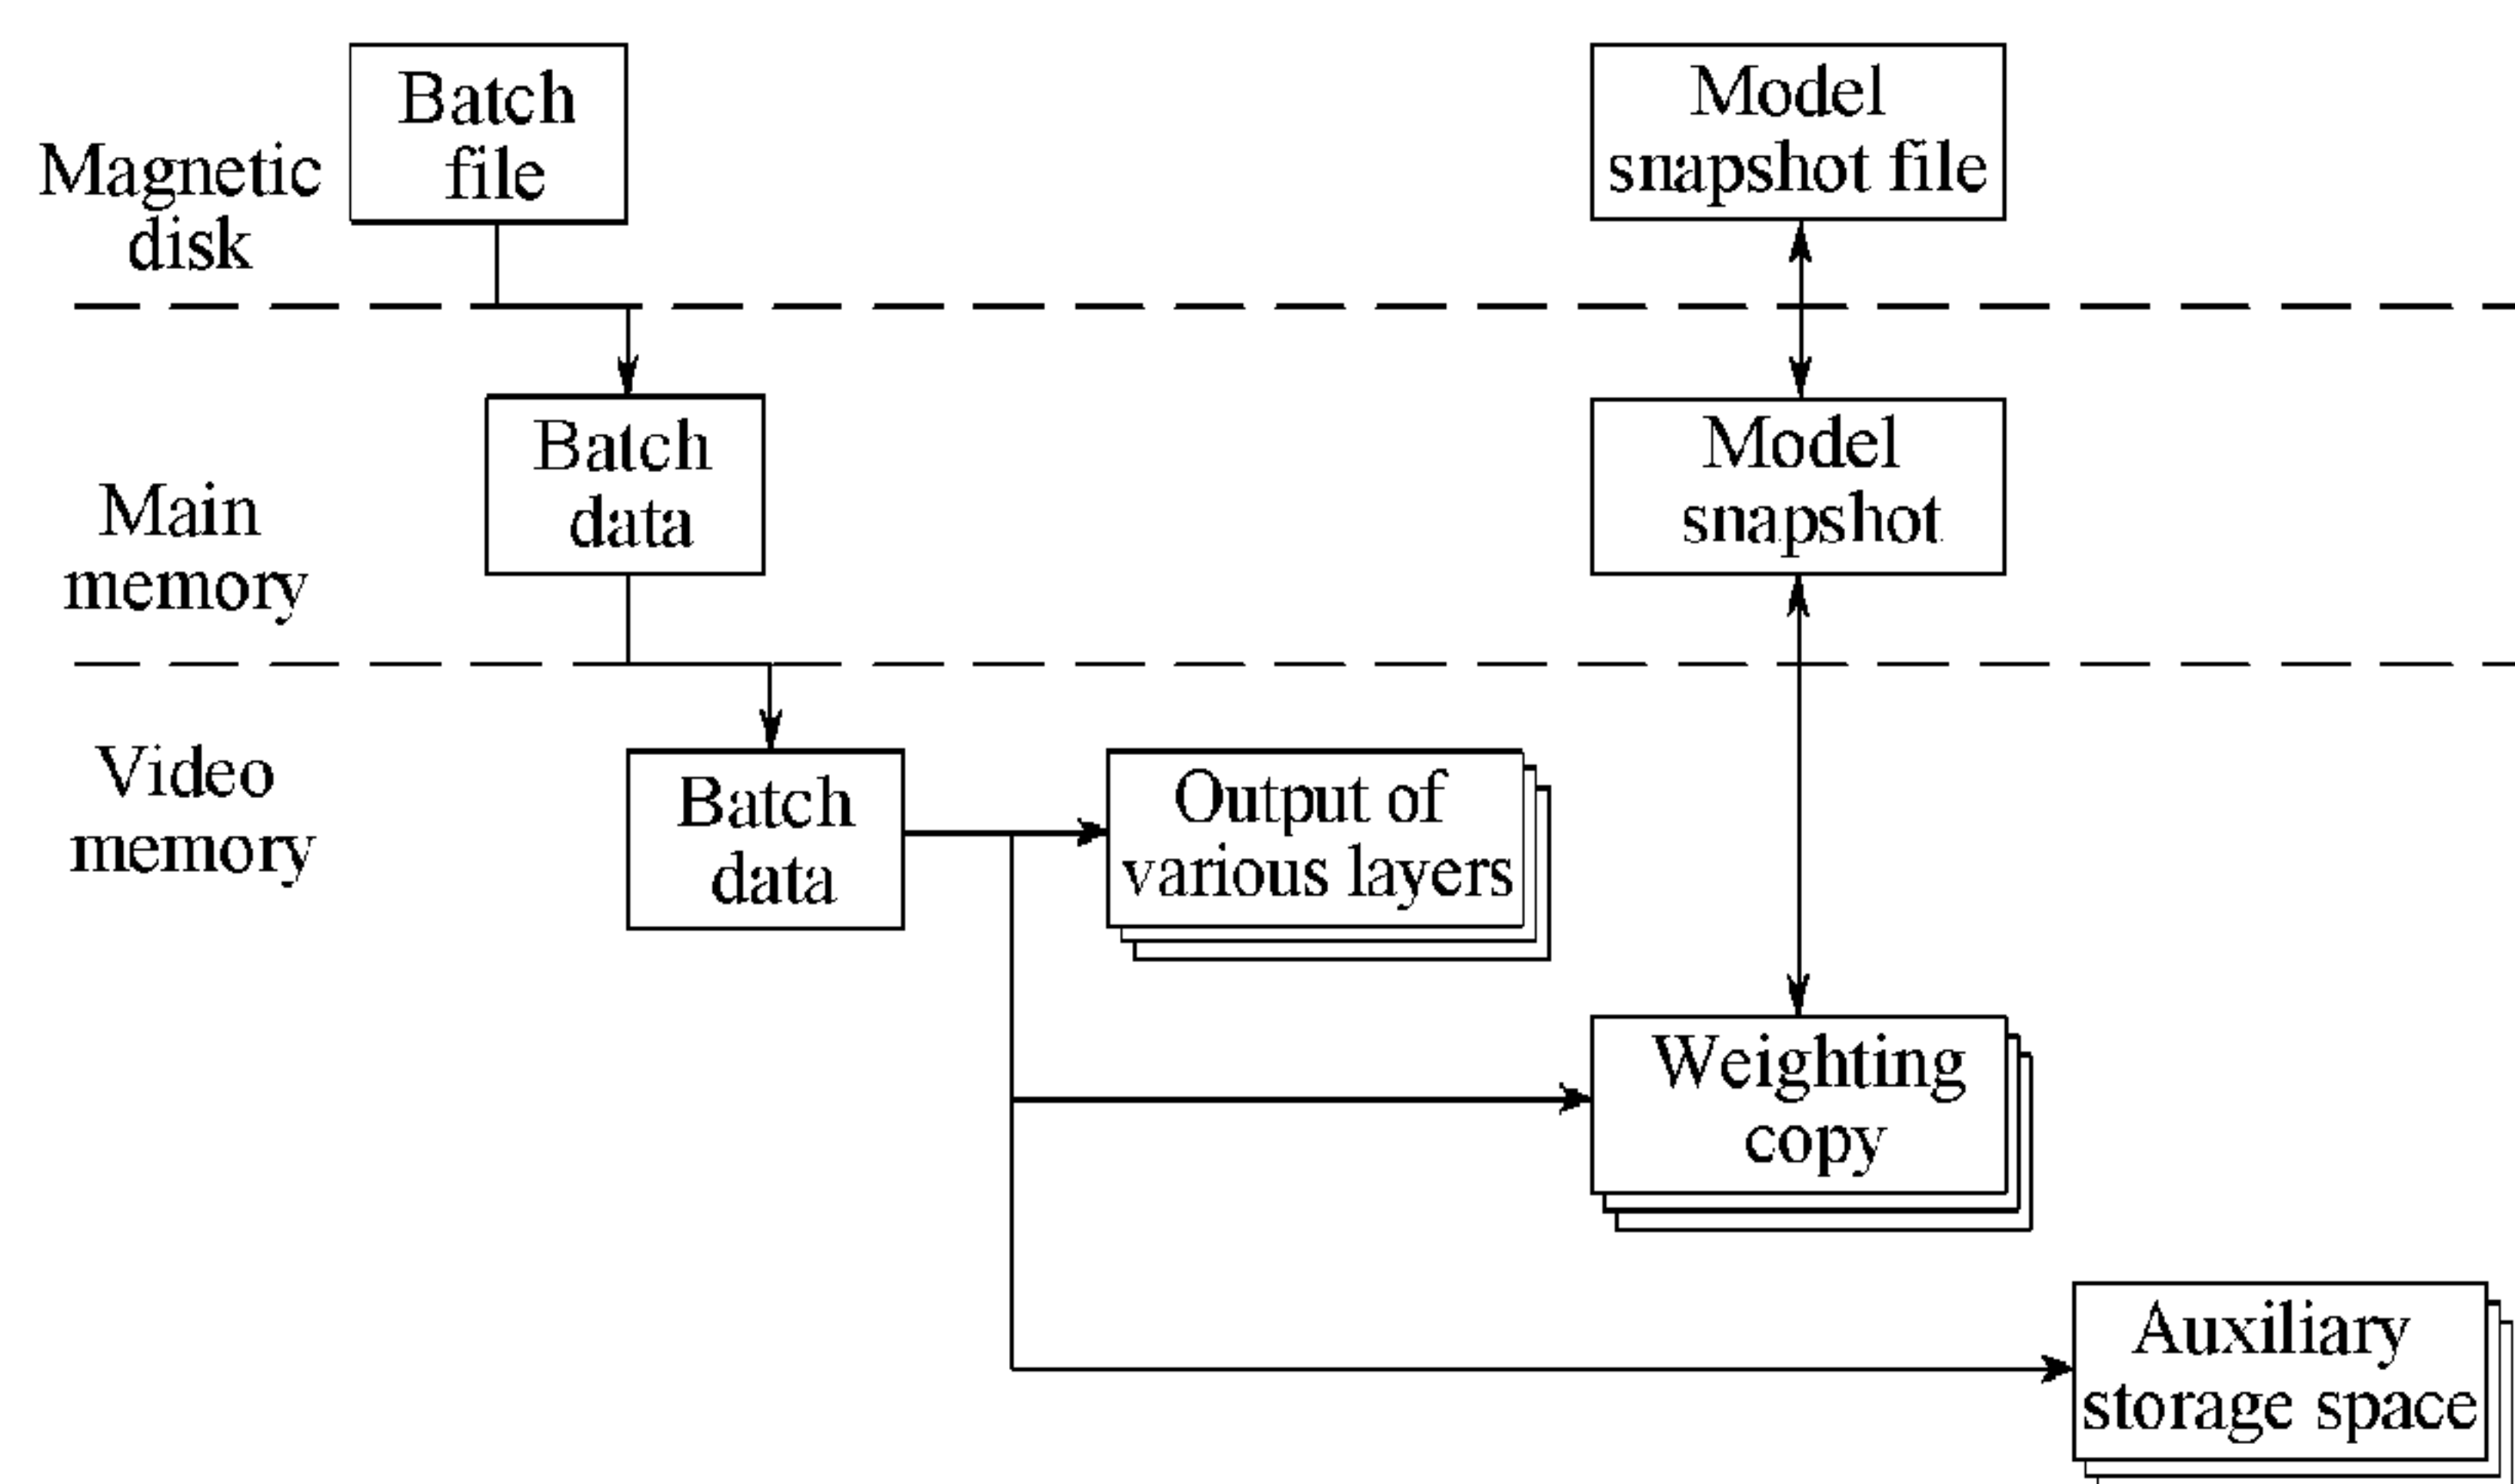 Batch
file
Model
snapshot file
Magnetic
disk
Batch
data
Model
snapshot
Main
memory
Video
memory
Batch
data
Output of
various layers
Weighting
copy
Auxiliary
storage space